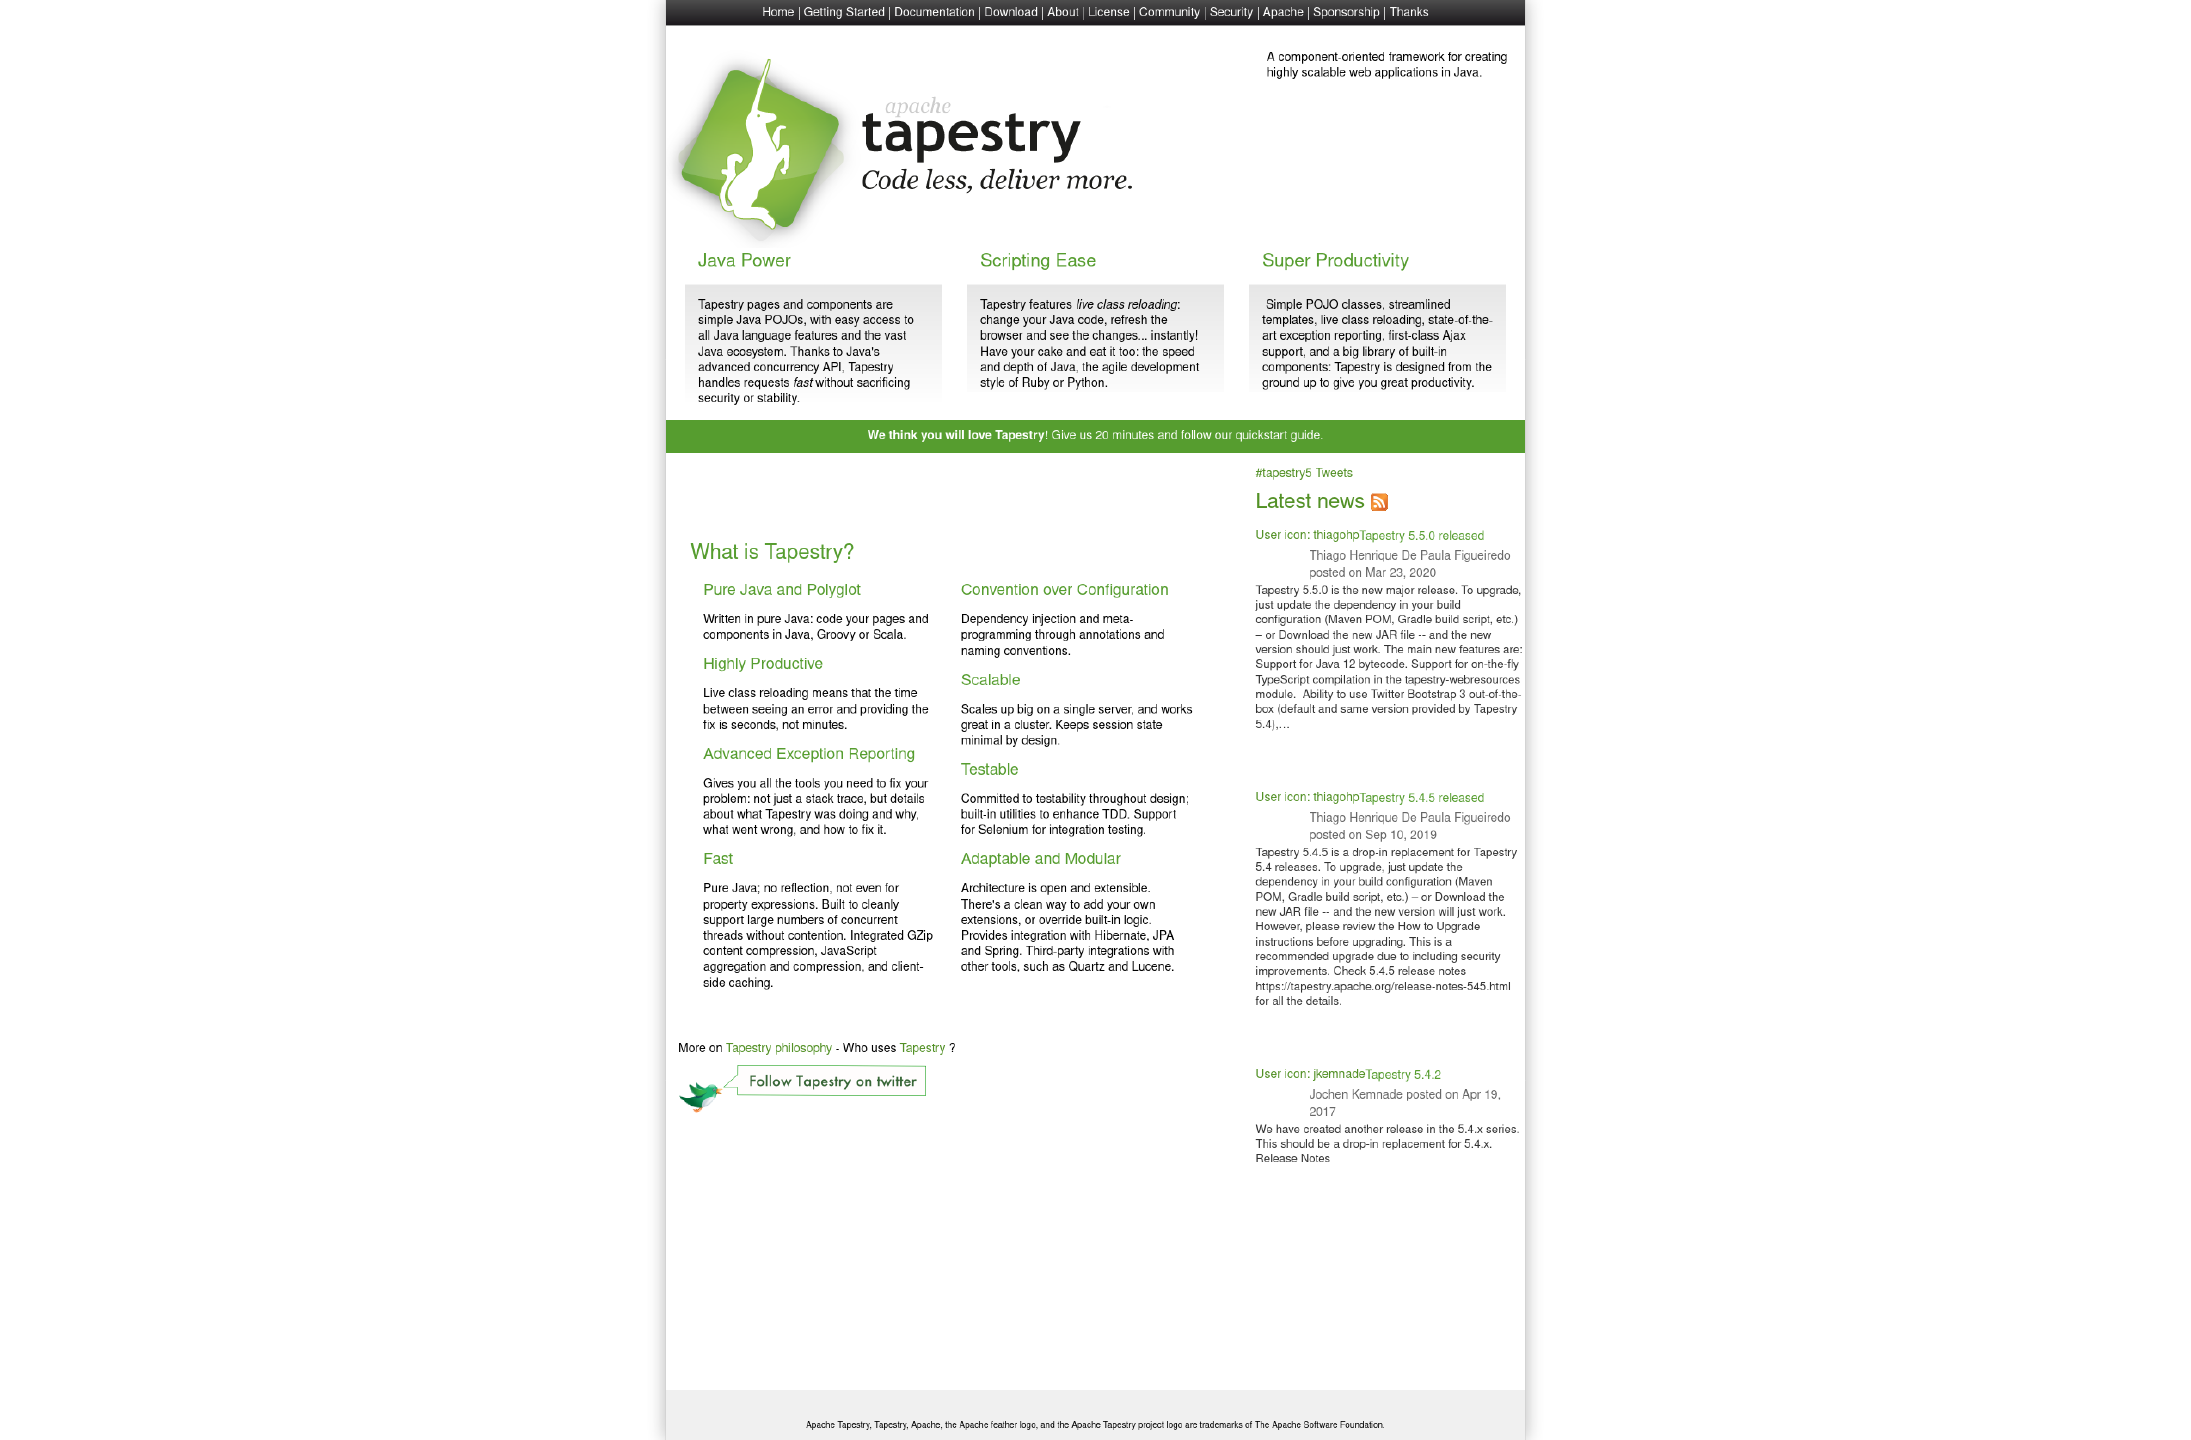 Home | Getting Started | Documentation | Download | About | License | Community | Security | Apache | Sponsorship | Thanks
A component-oriented framework for creating
highly scalable web applications in Java.
apache
tapestry
Code less, deliver more.
Java Power
Tapestry pages and components are
simple Java POJOs, with easy access to
all Java language features and the vast
Java ecosystem. Thanks to Java's
advanced concurrency API, Tapestry
handles requests fast without sacrificing
security or stability.
Scripting Ease
Tapestry features live class reloading:
change your Java code, refresh the
browser and see the changes... instantly!
Have your cake and eat it too: the speed
and depth of Java, the agile development
style of Ruby or Python.
Super Productivity
Simple POJO classes, streamlined
templates, live class reloading, state-of-the-
art exception reporting, first-class Ajax
support, and a big library of built-in
components: Tapestry is designed from the
ground up to give you great productivity.
We think you will love Tapestry! Give us 20 minutes and follow our quickstart guide.
What is Tapestry?
Pure Java and Polyglot
Written in pure Java: code your pages and
components in Java, Groovy or Scala.
Highly Productive
Live class reloading means that the time
between seeing an error and providing the
fix is seconds, not minutes.
Advanced Exception Reporting
Gives you all the tools you need to fix your
problem: not just a stack trace, but details
about what Tapestry was doing and why,
what went wrong, and how to fix it.
Fast
Pure Java; no reflection, not even for
property expressions. Built to cleanly
support large numbers of concurrent
threads without contention. Integrated GZip
content compression, JavaScript
aggregation and compression, and client-
side caching.
Convention over Configuration
Dependency injection and meta-
programming through annotations and
naming conventions.
Scalable
Scales up big on a single server, and works
great in a cluster. Keeps session state
minimal by design.
Testable
Committed to testability throughout design;
built-in utilities to enhance TDD. Support
for Selenium for integration testing.
Adaptable and Modular
Architecture is open and extensible.
There's a clean way to add your own
extensions, or override built-in logic.
Provides integration with Hibernate, JPA
and Spring. Third-party integrations with
other tools, such as Quartz and Lucene.
More on Tapestry philosophy - Who uses Tapestry ?
Follow Tapestry on twitter
#tapestry5 Tweets
Latest news
User icon: thiagohpTapestry 5.5.0 released
Thiago Henrique De Paula Figueiredo
posted on Mar 23, 2020
Tapestry 5.5.0 is the new major release. To upgrade,
just update the dependency in your build
configuration (Maven POM, Gradle build script, etc.)
– or Download the new JAR file -- and the new
version should just work. The main new features are:
Support for Java 12 bytecode. Support for on-the-fly
TypeScript compilation in the tapestry-webresources
module.  Ability to use Twitter Bootstrap 3 out-of-the-
box (default and same version provided by Tapestry
5.4),…
User icon: thiagohpTapestry 5.4.5 released
Thiago Henrique De Paula Figueiredo
posted on Sep 10, 2019
Tapestry 5.4.5 is a drop-in replacement for Tapestry
5.4 releases. To upgrade, just update the
dependency in your build configuration (Maven
POM, Gradle build script, etc.) – or Download the
new JAR file -- and the new version will just work.
However, please review the How to Upgrade
instructions before upgrading. This is a
recommended upgrade due to including security
improvements. Check 5.4.5 release notes
https://tapestry.apache.org/release-notes-545.html
for all the details.
User icon: jkemnadeTapestry 5.4.2
Jochen Kemnade posted on Apr 19,
2017
We have created another release in the 5.4.x series.
This should be a drop-in replacement for 5.4.x.
Release Notes
Apache Tapestry, Tapestry, Apache, the Apache feather logo, and the Apache Tapestry project logo are trademarks of The Apache Software Foundation.